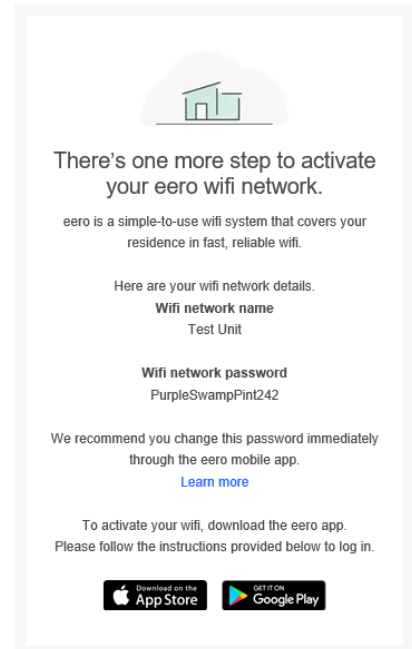 There's one more step to activate
your eero wifi network.
eero is a simple-to-use wifi system that covers your
residence in fast, reliable wifi.
Here are your wifi network details.
Wifi network name
Test Unit
Wifi network password
PurpleSwampPint242
We recommend you change this password immediately
through the eero mobile app.
Learn more
To activate your wifi, download the eero app.
Please follow the instructions provided below to log in.
Download on the
App Store
GET IT ON
Google Play